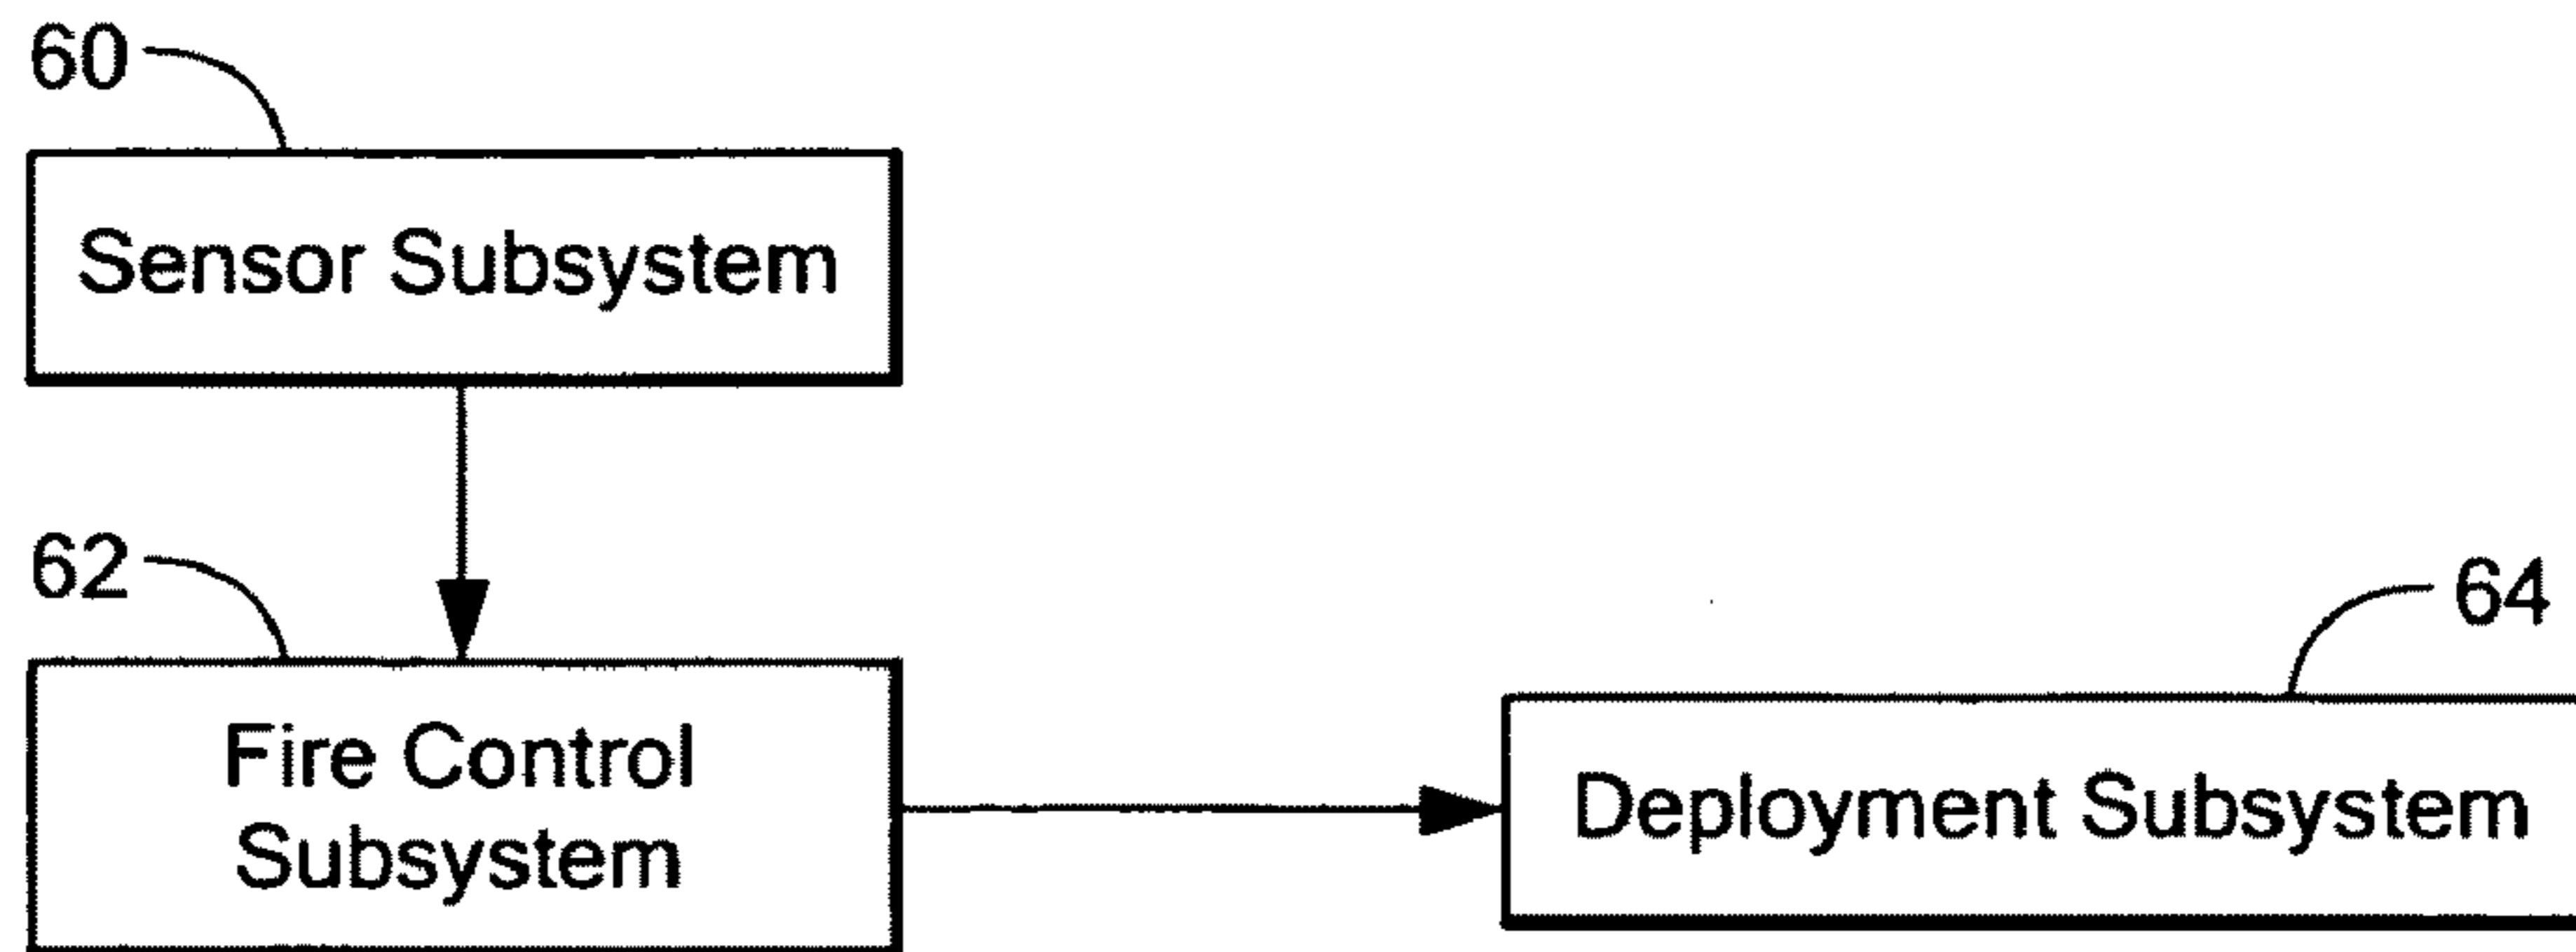 60
Sensor Subsystem
62
Fire Control
Subsystem
64
Deployment Subsystem